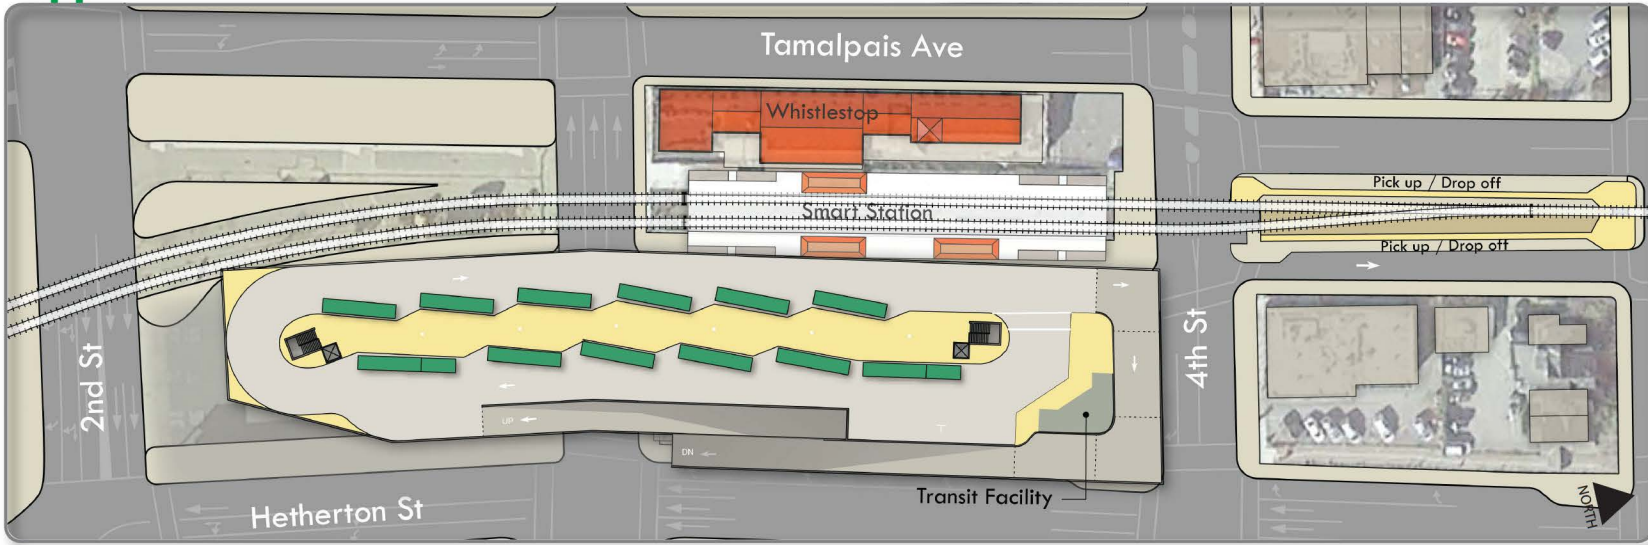 Tamalpais Ave
Whistlestop
Pick up / Drop off
Smart Station
Pick up / Drop off
2nd St
4th St
UP
DN
Transit Facility
Hetherton St
NORTH